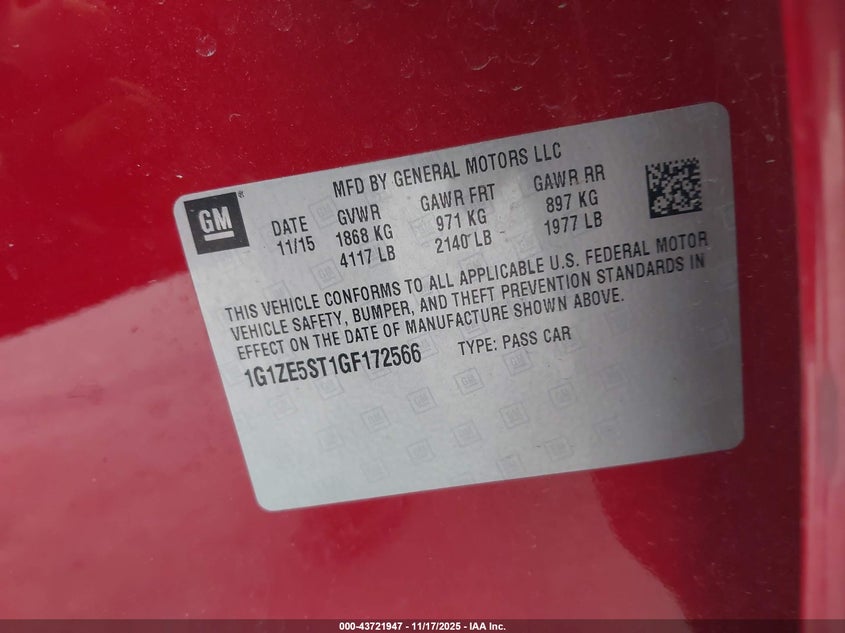 MFD BY GENERAL MOTORS LLC
GM®
DATE GVWR GAWR FRT GAWR RR
11/15 1868 KG 971 KG 897 KG
4117 LB 2140 LB 1977 LB
THIS VEHICLE CONFORMS TO ALL APPLICABLE U.S. FEDERAL MOTOR
VEHICLE SAFETY, BUMPER, AND THEFT PREVENTION STANDARDS IN
EFFECT ON THE DATE OF MANUFACTURE SHOWN ABOVE.
1G1ZE5ST1GF172566 TYPE: PASS CAR
000-43721947 - 11/17/2025 - IAA Inc.